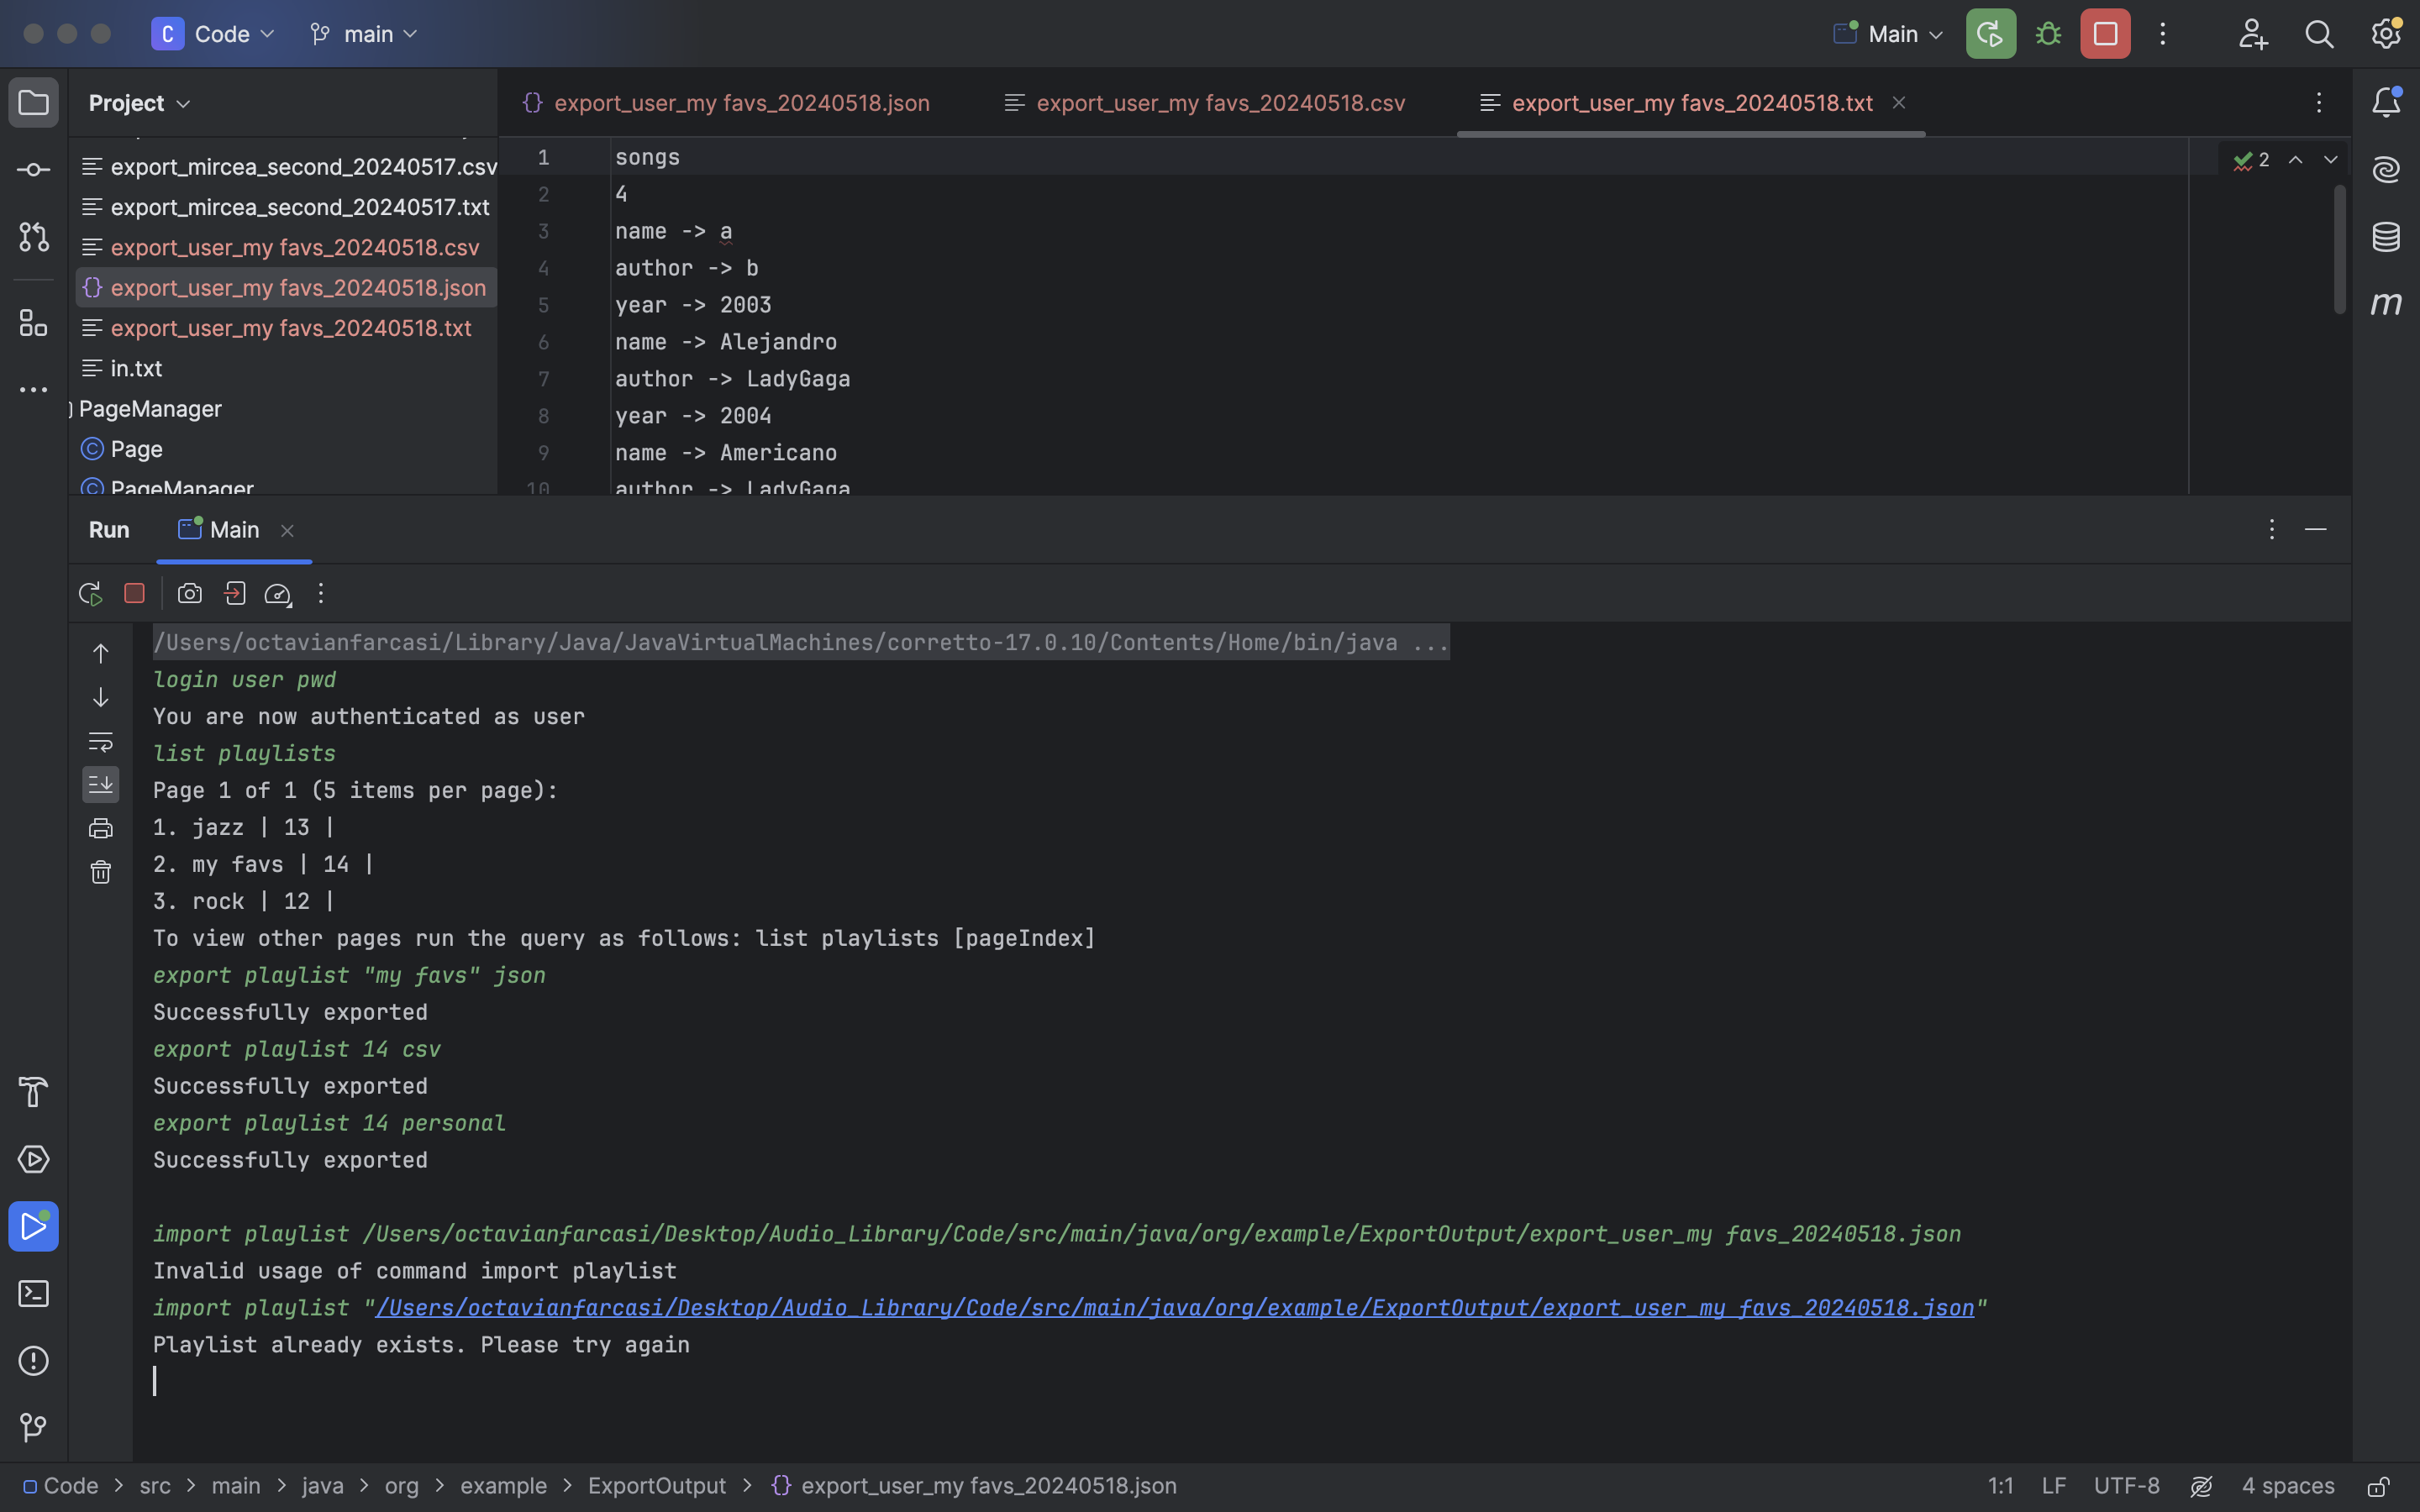 C Code main Main
Project
export_user_my favs_20240518.json
export_user_my favs_20240518.csv
export_user_my favs_20240518.txt
export_mircea_second_20240517.csv
export_mircea_second_20240517.txt
export_user_my favs_20240518.csv
export_user_my favs_20240518.json
export_user_my favs_20240518.txt
in.txt
PageManager
Page
PageManager
1 songs
2 4
3 name -> a
4 author -> b
5 year -> 2003
6 name -> Alejandro
7 author -> LadyGaga
8 year -> 2004
9 name -> Americano
10 author -> LadyGaga
2
m
Run Main
/Users/octavianfarcasi/Library/Java/JavaVirtualMachines/corretto-17.0.10/Contents/Home/bin/java ...
login user pwd
You are now authenticated as user
list playlists
Page 1 of 1 (5 items per page):
1. jazz | 13 |
2. my favs | 14 |
3. rock | 12 |
To view other pages run the query as follows: list playlists [pageIndex]
export playlist "my favs" json
Successfully exported
export playlist 14 csv
Successfully exported
export playlist 14 personal
Successfully exported
import playlist /Users/octavianfarcasi/Desktop/Audio_Library/Code/src/main/java/org/example/ExportOutput/export_user_my favs_20240518.json
Invalid usage of command import playlist
import playlist "/Users/octavianfarcasi/Desktop/Audio_Library/Code/src/main/java/org/example/ExportOutput/export_user_my favs_20240518.json"
Playlist already exists. Please try again
Code > src > main > java > org > example > ExportOutput > export_user_my favs_20240518.json
1:1 LF UTF-8 4 spaces